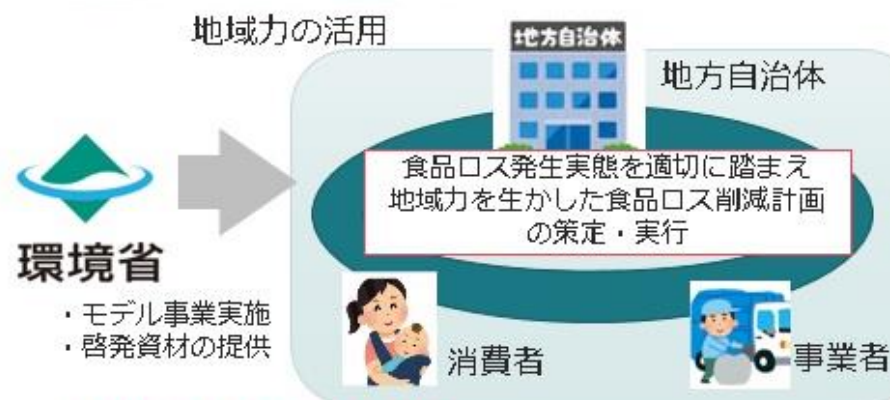 地域力の活用
地方自治体
地方自治体
食品ロス発生実態を適切に踏まえ
地域力を生かした食品ロス削減計画
の策定・実行
環境省
・モデル事業実施
・啓発資材の提供
消費者
事業者